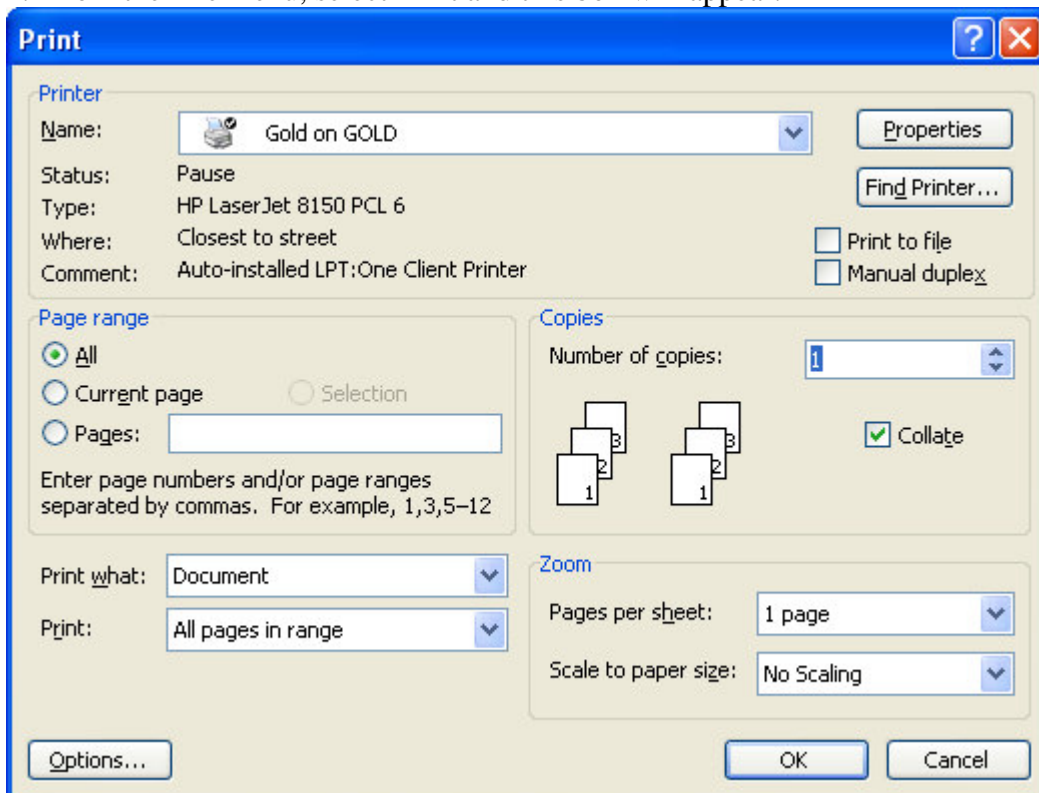 Print
Printer
Name: Gold on GOLD Properties
Status: Pause Find Printer...
Type: HP LaserJet 8150 PCL 6
Where: Closest to street Print to file
Comment: Auto-installed LPT:One Client Printer Manual duplex
Page range
All
Current page Selection
Pages:
Enter page numbers and/or page ranges
separated by commas. For example, 1,3,5–12
Copies
Number of copies: 1
3 3
2 2
1 1
Collate
Print what: Document
Print: All pages in range
Zoom
Pages per sheet: 1 page
Scale to paper size: No Scaling
Options... OK Cancel